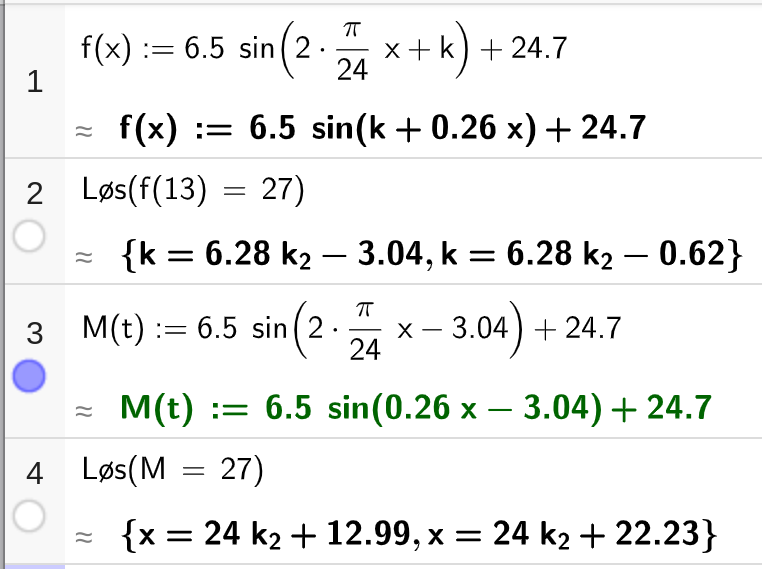 1
f(x) := 6.5 sin(2 · π/24 x + k) + 24.7
≈ f(x) := 6.5 sin(k + 0.26 x) + 24.7
2
Løs(f(13) = 27)
≈ {k = 6.28 k₂ − 3.04, k = 6.28 k₂ − 0.62}
3
M(t) := 6.5 sin(2 · π/24 x − 3.04) + 24.7
≈ M(t) := 6.5 sin(0.26 x − 3.04) + 24.7
4
Løs(M = 27)
≈ {x = 24 k₂ + 12.99, x = 24 k₂ + 22.23}